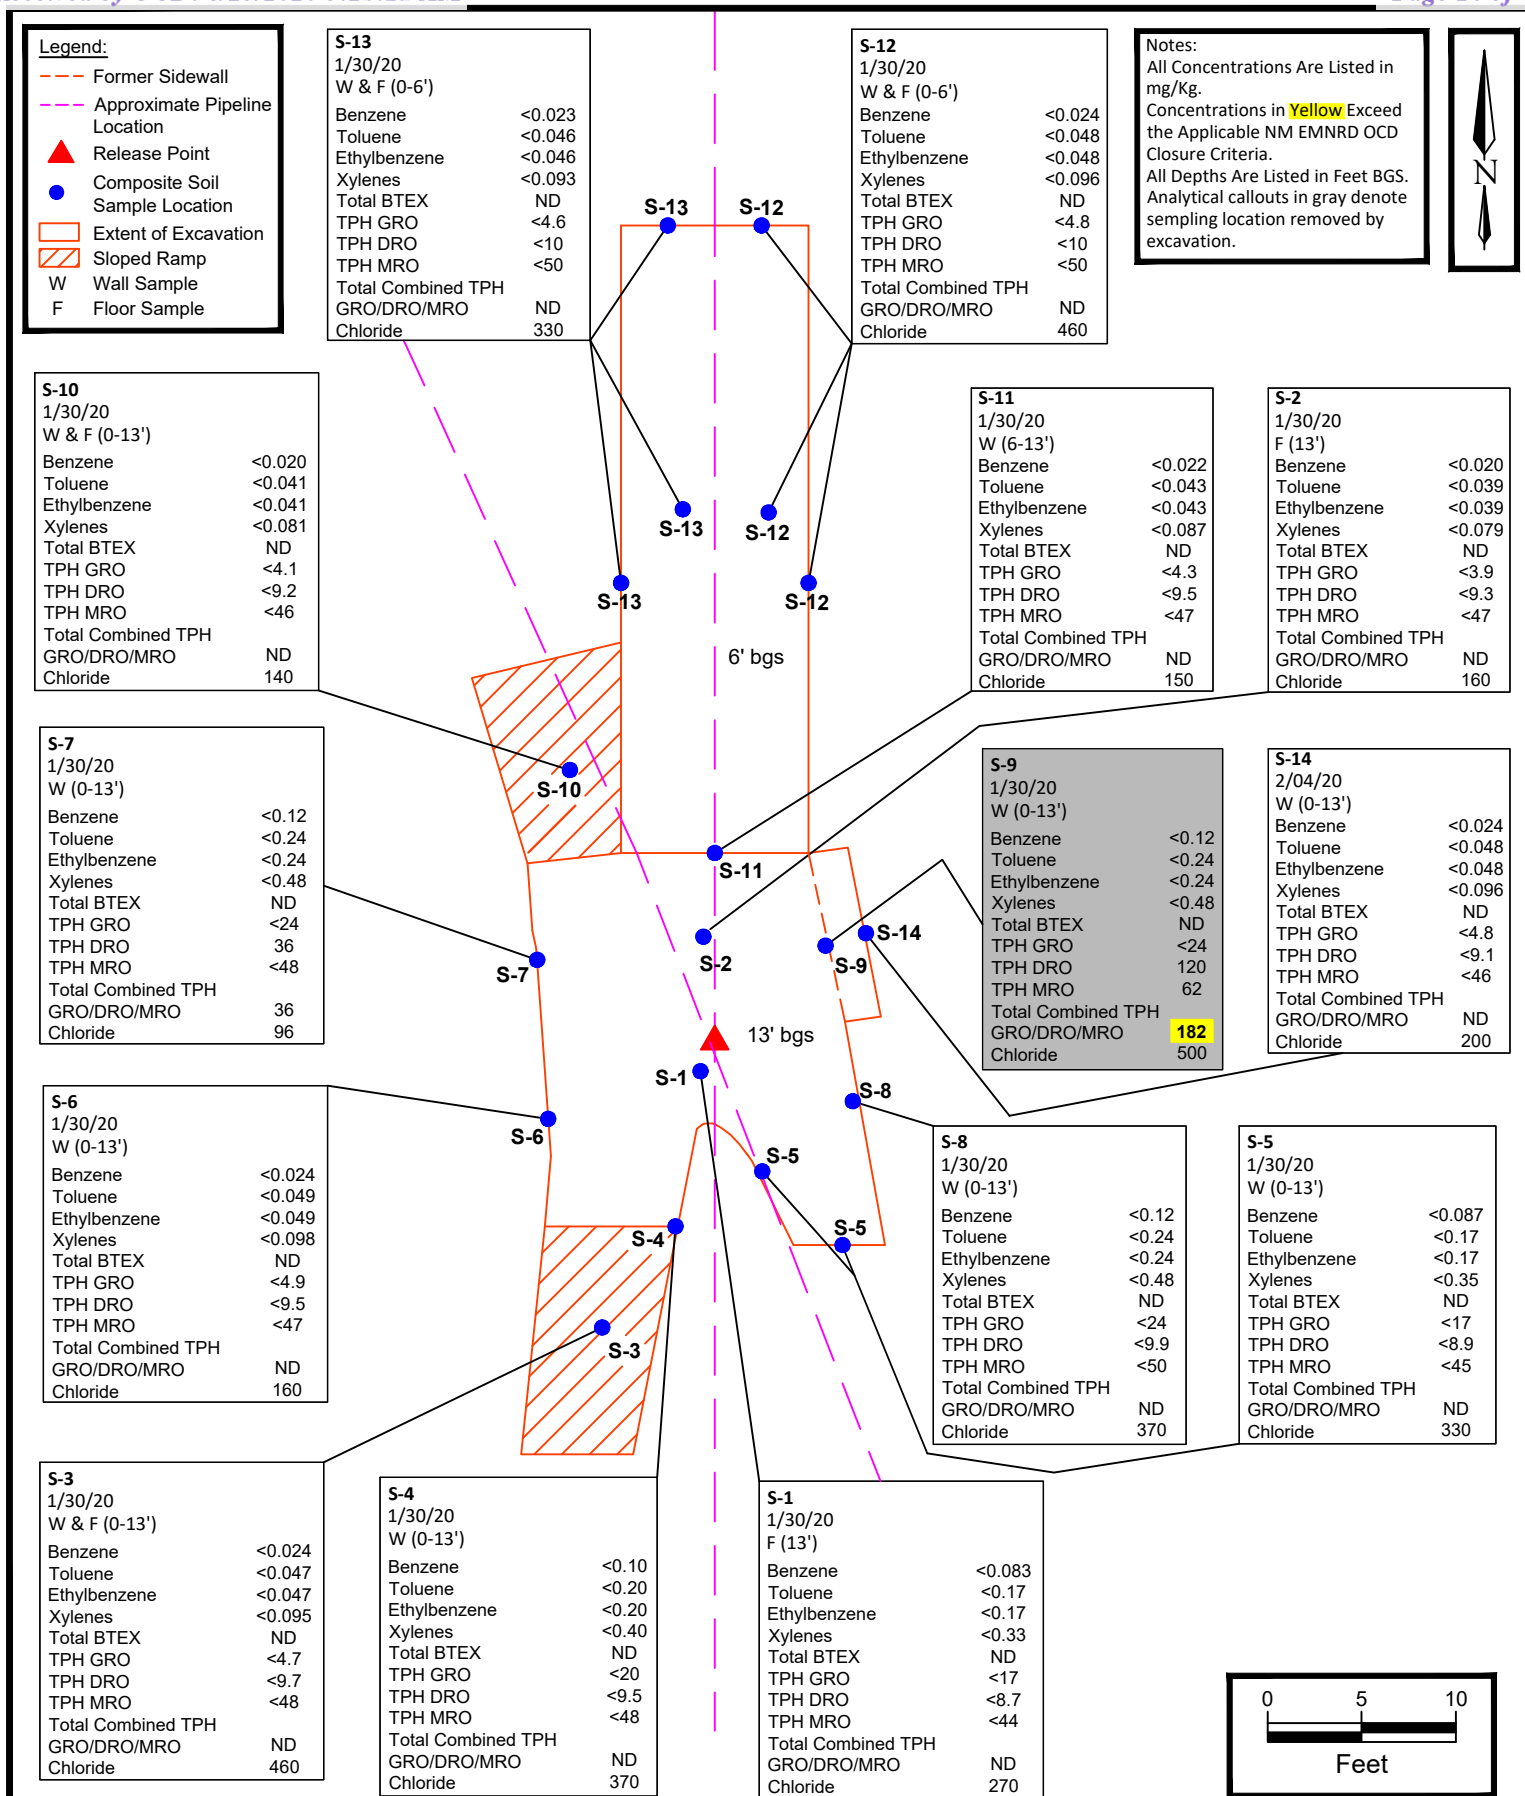 Legend:
Former Sidewall
Approximate Pipeline
Location
Release Point
Composite Soil
Sample Location
Extent of Excavation
Sloped Ramp
W Wall Sample
F Floor Sample
S-13
1/30/20
W & F (0-6')
Benzene <0.023
Toluene <0.046
Ethylbenzene <0.046
Xylenes <0.093
Total BTEX ND
TPH GRO <4.6
TPH DRO <10
TPH MRO <50
Total Combined TPH
GRO/DRO/MRO ND
Chloride 330
S-12
1/30/20
W & F (0-6')
Benzene <0.024
Toluene <0.048
Ethylbenzene <0.048
Xylenes <0.096
Total BTEX ND
TPH GRO <4.8
TPH DRO <10
TPH MRO <50
Total Combined TPH
GRO/DRO/MRO ND
Chloride 460
Notes:
All Concentrations Are Listed in
mg/Kg.
Concentrations in Yellow Exceed
the Applicable NM EMNRD OCD
Closure Criteria.
All Depths Are Listed in Feet BGS.
Analytical callouts in gray denote
sempling location removed by
excavation.
N
S-13 S-12
S-13 S-12
S-13 S-12
6' bgs
S-10
S-11
S-2
S-14
S-9
S-7
13' bgs
S-1
S-8
S-6
S-5
S-4
S-5
S-3
S-10
1/30/20
W & F (0-13')
Benzene <0.020
Toluene <0.041
Ethylbenzene <0.041
Xylenes <0.081
Total BTEX ND
TPH GRO <4.1
TPH DRO <9.2
TPH MRO <46
Total Combined TPH
GRO/DRO/MRO ND
Chloride 140
S-11
1/30/20
W (6-13')
Benzene <0.022
Toluene <0.043
Ethylbenzene <0.043
Xylenes <0.087
Total BTEX ND
TPH GRO <4.3
TPH DRO <9.5
TPH MRO <47
Total Combined TPH
GRO/DRO/MRO ND
Chloride 150
S-2
1/30/20
F (13')
Benzene <0.020
Toluene <0.039
Ethylbenzene <0.039
Xylenes <0.079
Total BTEX ND
TPH GRO <3.9
TPH DRO <9.3
TPH MRO <47
Total Combined TPH
GRO/DRO/MRO ND
Chloride 160
S-7
1/30/20
W (0-13')
Benzene <0.12
Toluene <0.24
Ethylbenzene <0.24
Xylenes <0.48
Total BTEX ND
TPH GRO <24
TPH DRO 36
TPH MRO <48
Total Combined TPH
GRO/DRO/MRO 36
Chloride 96
S-9
1/30/20
W (0-13')
Benzene <0.12
Toluene <0.24
Ethylbenzene <0.24
Xylenes <0.48
Total BTEX ND
TPH GRO <24
TPH DRO 120
TPH MRO 62
Total Combined TPH
GRO/DRO/MRO 182
Chloride 500
S-14
2/04/20
W (0-13')
Benzene <0.024
Toluene <0.048
Ethylbenzene <0.048
Xylenes <0.096
Total BTEX ND
TPH GRO <4.8
TPH DRO <9.1
TPH MRO <46
Total Combined TPH
GRO/DRO/MRO ND
Chloride 200
S-6
1/30/20
W (0-13')
Benzene <0.024
Toluene <0.049
Ethylbenzene <0.049
Xylenes <0.098
Total BTEX ND
TPH GRO <4.9
TPH DRO <9.5
TPH MRO <47
Total Combined TPH
GRO/DRO/MRO ND
Chloride 160
S-8
1/30/20
W (0-13')
Benzene <0.12
Toluene <0.24
Ethylbenzene <0.24
Xylenes <0.48
Total BTEX ND
TPH GRO <24
TPH DRO <9.9
TPH MRO <50
Total Combined TPH
GRO/DRO/MRO ND
Chloride 370
S-5
1/30/20
W (0-13')
Benzene <0.087
Toluene <0.17
Ethylbenzene <0.17
Xylenes <0.35
Total BTEX ND
TPH GRO <17
TPH DRO <8.9
TPH MRO <45
Total Combined TPH
GRO/DRO/MRO ND
Chloride 330
S-3
1/30/20
W & F (0-13')
Benzene <0.024
Toluene <0.047
Ethylbenzene <0.047
Xylenes <0.095
Total BTEX ND
TPH GRO <4.7
TPH DRO <9.7
TPH MRO <48
Total Combined TPH
GRO/DRO/MRO ND
Chloride 460
S-4
1/30/20
W (0-13')
Benzene <0.10
Toluene <0.20
Ethylbenzene <0.20
Xylenes <0.40
Total BTEX ND
TPH GRO <20
TPH DRO <9.5
TPH MRO <48
Total Combined TPH
GRO/DRO/MRO ND
Chloride 370
S-1
1/30/20
F (13')
Benzene <0.083
Toluene <0.17
Ethylbenzene <0.17
Xylenes <0.33
Total BTEX ND
TPH GRO <17
TPH DRO <8.7
TPH MRO <44
Total Combined TPH
GRO/DRO/MRO ND
Chloride 270
0 5 10
Feet